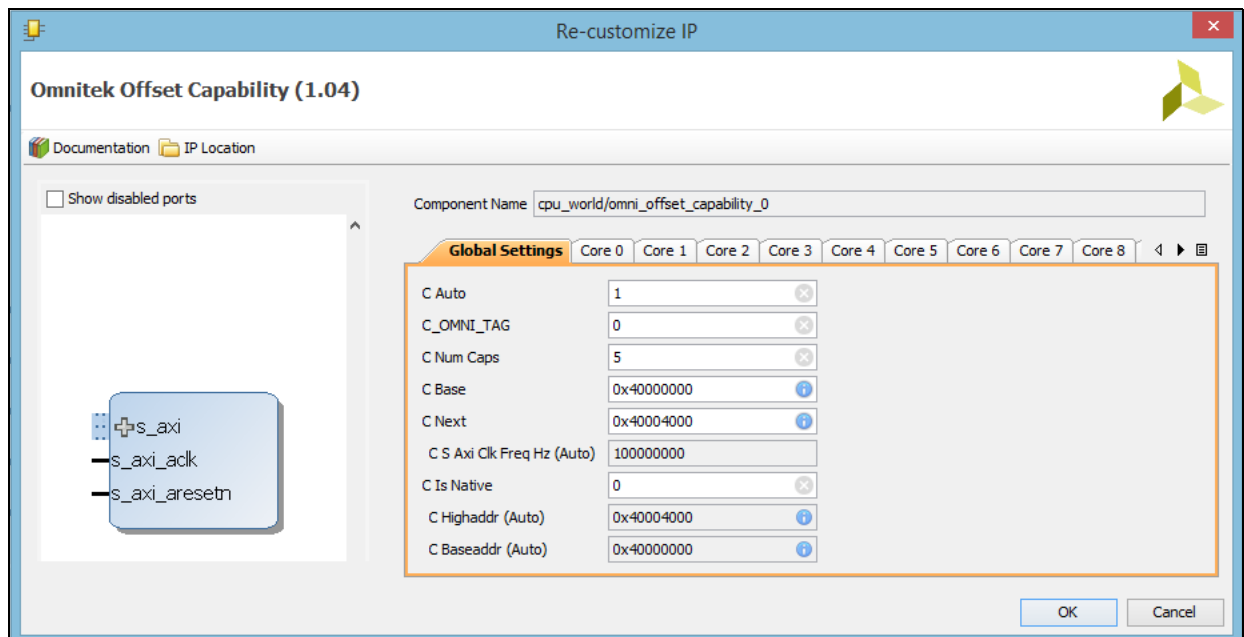 Re-customize IP
Omnitek Offset Capability (1.04)
Documentation IP Location
Show disabled ports
s_axi
s_axi_aclk
s_axi_aresetn
Component Name cpu_world/omni_offset_capability_0
Global Settings Core 0 Core 1 Core 2 Core 3 Core 4 Core 5 Core 6 Core 7 Core 8
C Auto 1
C_OMNI_TAG 0
C Num Caps 5
C Base 0x40000000
C Next 0x40004000
C S Axi Clk Freq Hz (Auto) 100000000
C Is Native 0
C Highaddr (Auto) 0x40004000
C Baseaddr (Auto) 0x40000000
OK Cancel